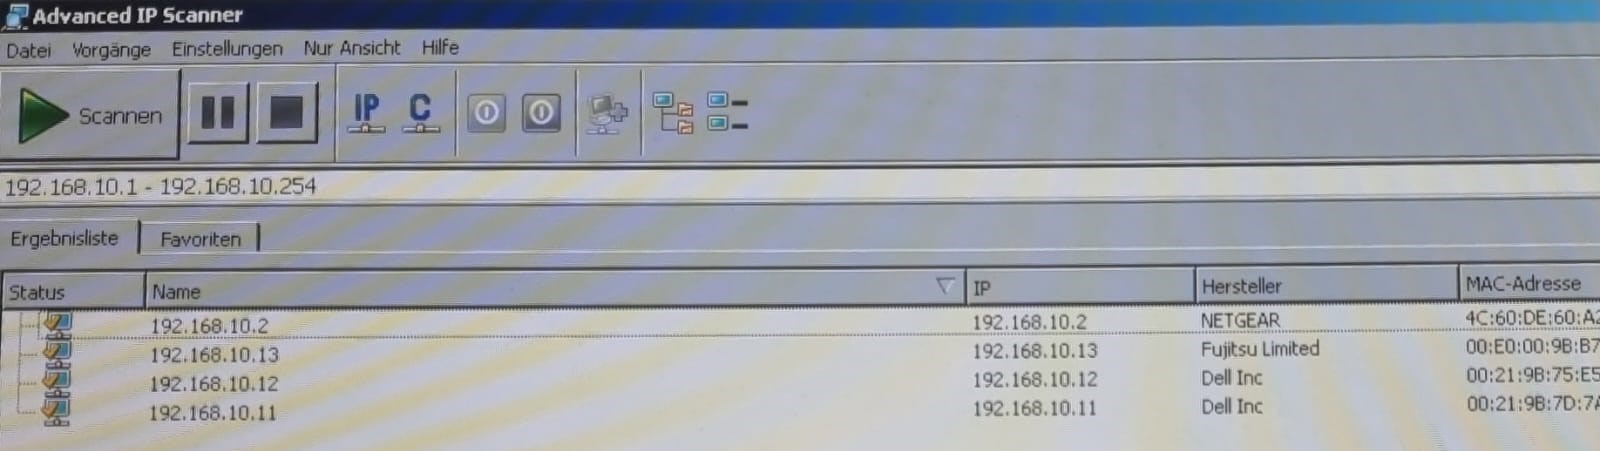 Advanced IP Scanner
Datei Vorgänge Einstellungen Nur Ansicht Hilfe
Scannen IP C
192.168.10.1 - 192.168.10.254
Ergebnisliste Favoriten
Status Name IP Hersteller MAC-Adresse
192.168.10.2 192.168.10.2 NETGEAR 4C:60:DE:60:A2
192.168.10.13 192.168.10.13 Fujitsu Limited 00:E0:00:9B:B7
192.168.10.12 192.168.10.12 Dell Inc 00:21:9B:75:E5
192.168.10.11 192.168.10.11 Dell Inc 00:21:9B:7D:7A